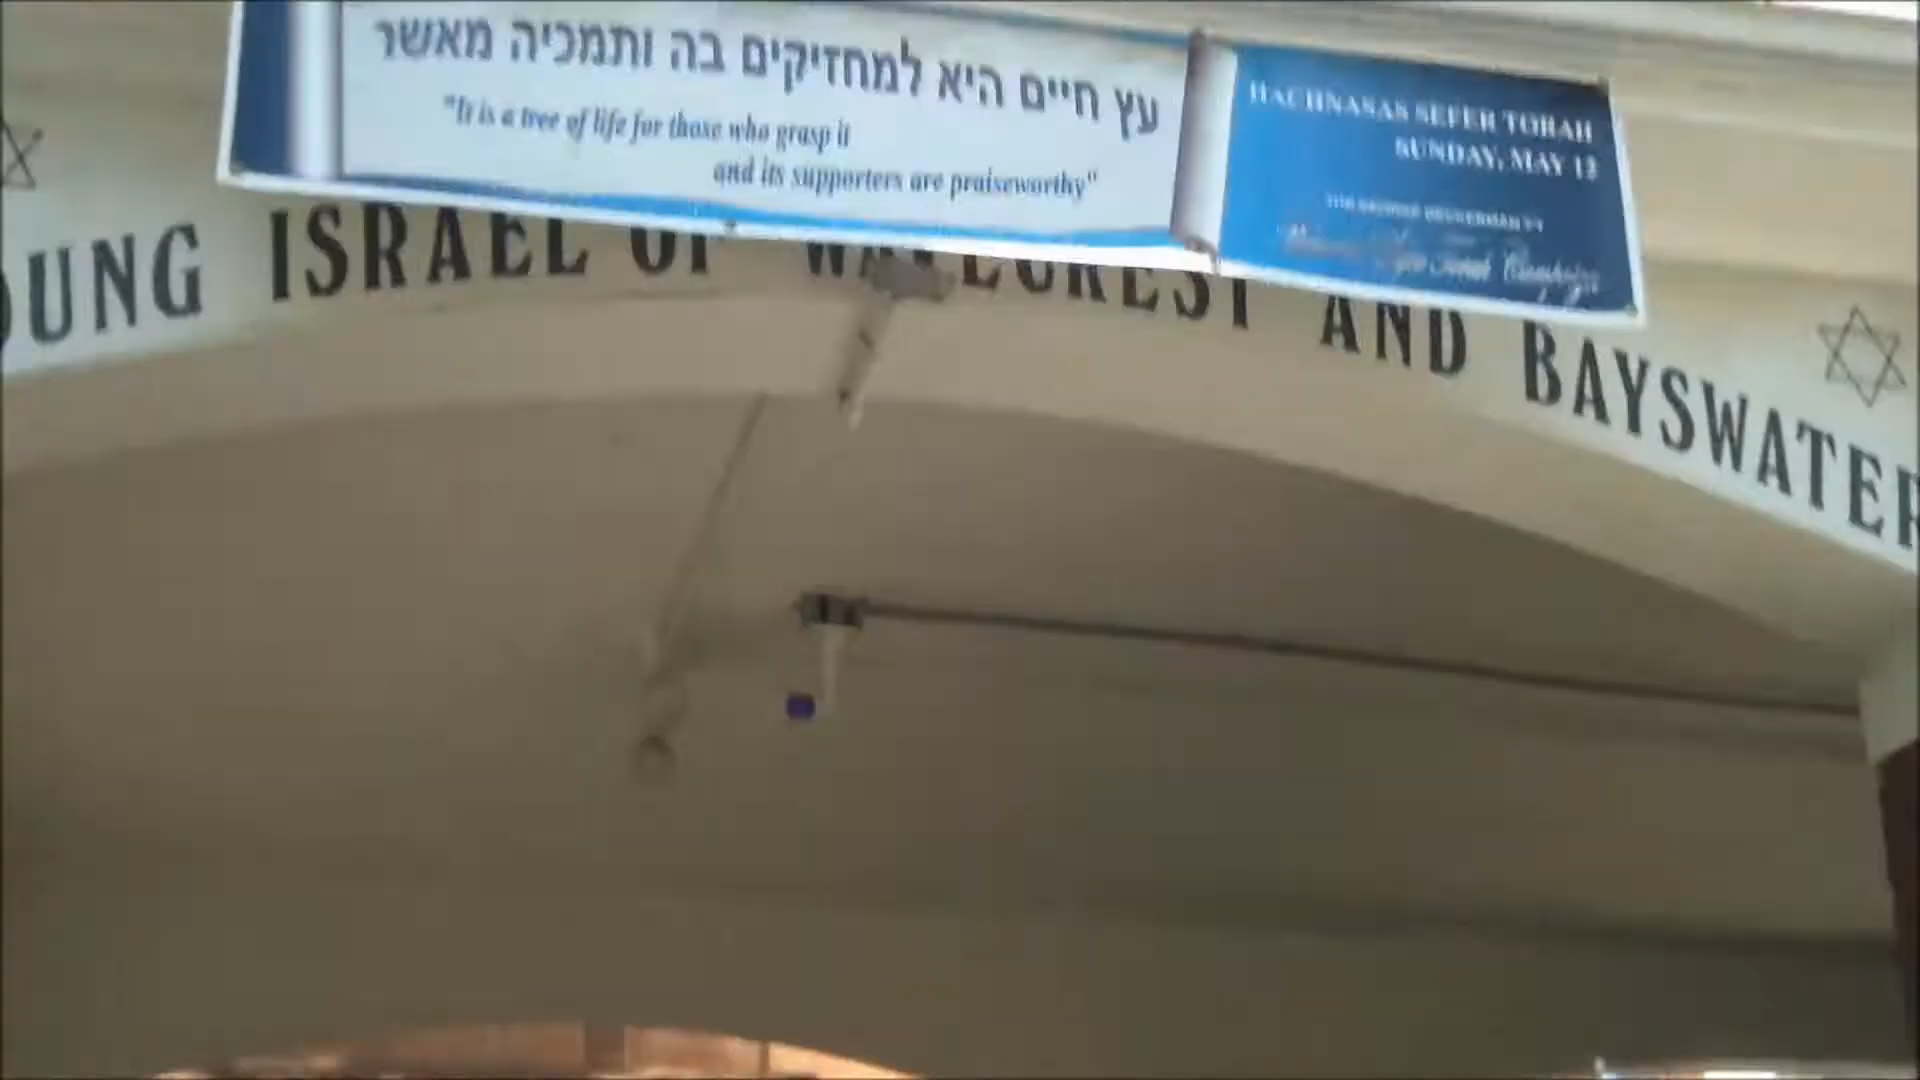 עץ חיים היא למחזיקים בה ותמכיה מאשר
"It is a tree of life for those who grasp it
and its supporters are praiseworthy"
HACHNASAS SEFER TORAH
SUNDAY, MAY 12
OUNG ISRAEL OF WAVECREST AND BAYSWATER